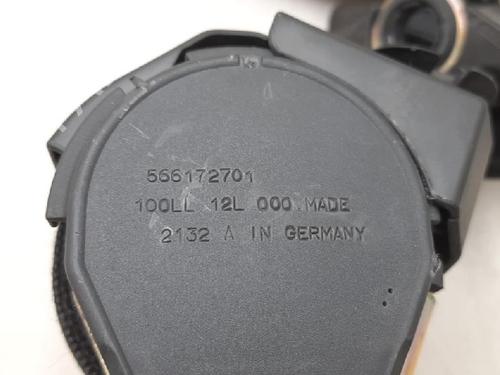 566172701
100LL 12L 000 MADE
2132 A IN GERMANY